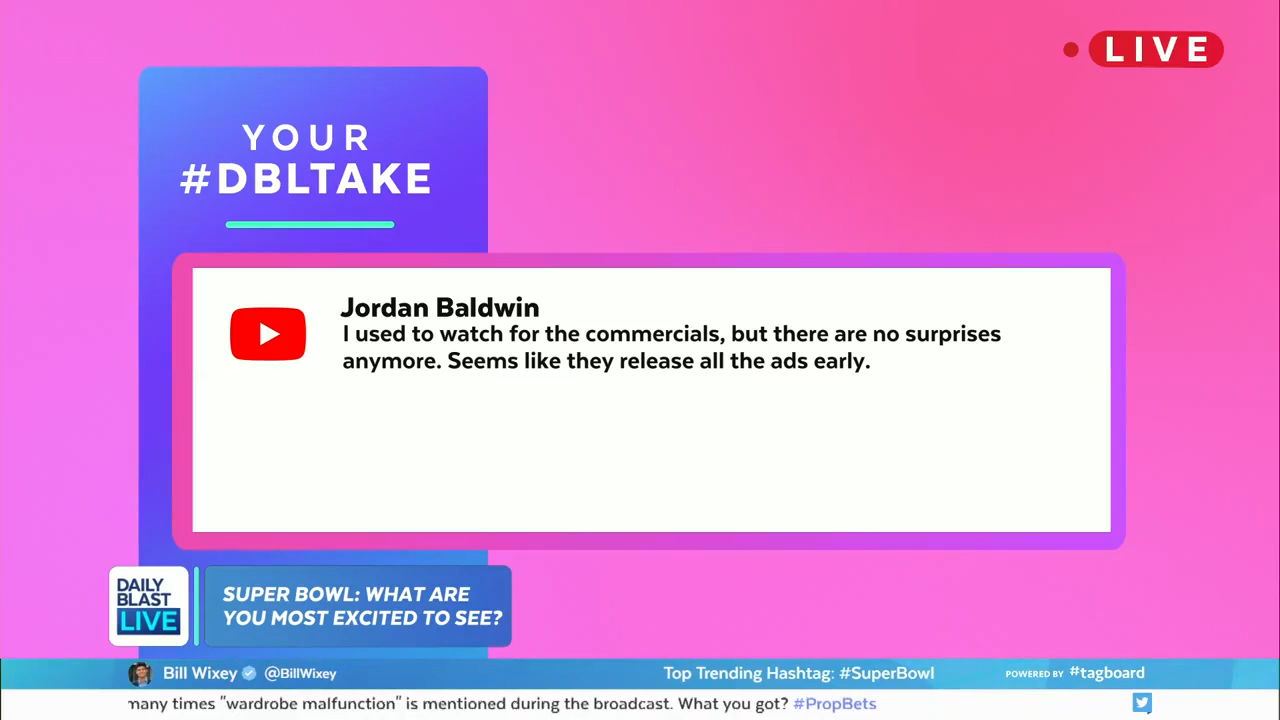 LIVE
YOUR
#DBLTAKE
Jordan Baldwin
I used to watch for the commercials, but there are no surprises
anymore. Seems like they release all the ads early.
DAILY
BLAST
LIVE
SUPER BOWL: WHAT ARE
YOU MOST EXCITED TO SEE?
Bill Wixey @BillWixey
Top Trending Hashtag: #SuperBowl
POWERED BY #tagboard
many times "wardrobe malfunction" is mentioned during the broadcast. What you got? #PropBets